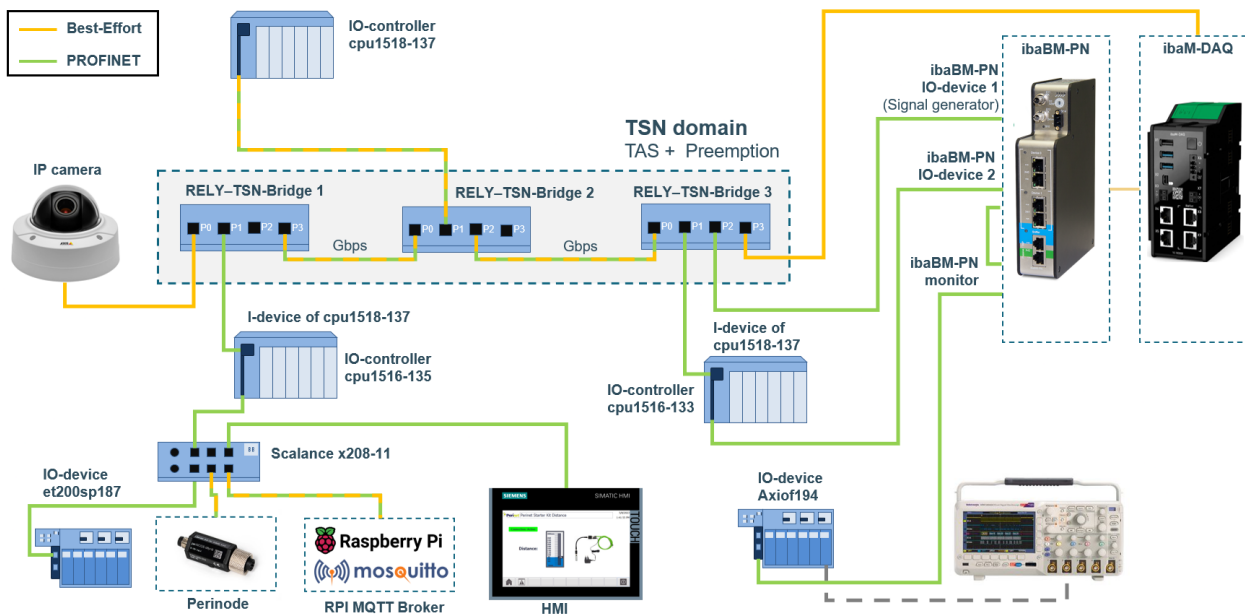 Best-Effort
PROFINET
IO-controller
cpu1518-137
ibaBM-PN
ibaM-DAQ
ibaBM-PN
IO-device 1
(Signal generator)
TSN domain
TAS + Preemption
IP camera
RELY–TSN-Bridge 1
RELY–TSN-Bridge 2
RELY–TSN-Bridge 3
ibaBM-PN
IO-device 2
P0
P1
P2
P3
P0
P1
P2
P3
P0
P1
P2
P3
Gbps
Gbps
ibaBM-PN
monitor
I-device of cpu1518-137
I-device of
cpu1518-137
IO-controller
cpu1516-135
IO-controller
cpu1516-133
Scalance x208-11
IO-device
et200sp187
IO-device
Axiof194
SIEMENS
SIMATIC HMI
TOUCH
Distance:
Raspberry Pi
mosquitto
Perinode
RPI MQTT Broker
HMI